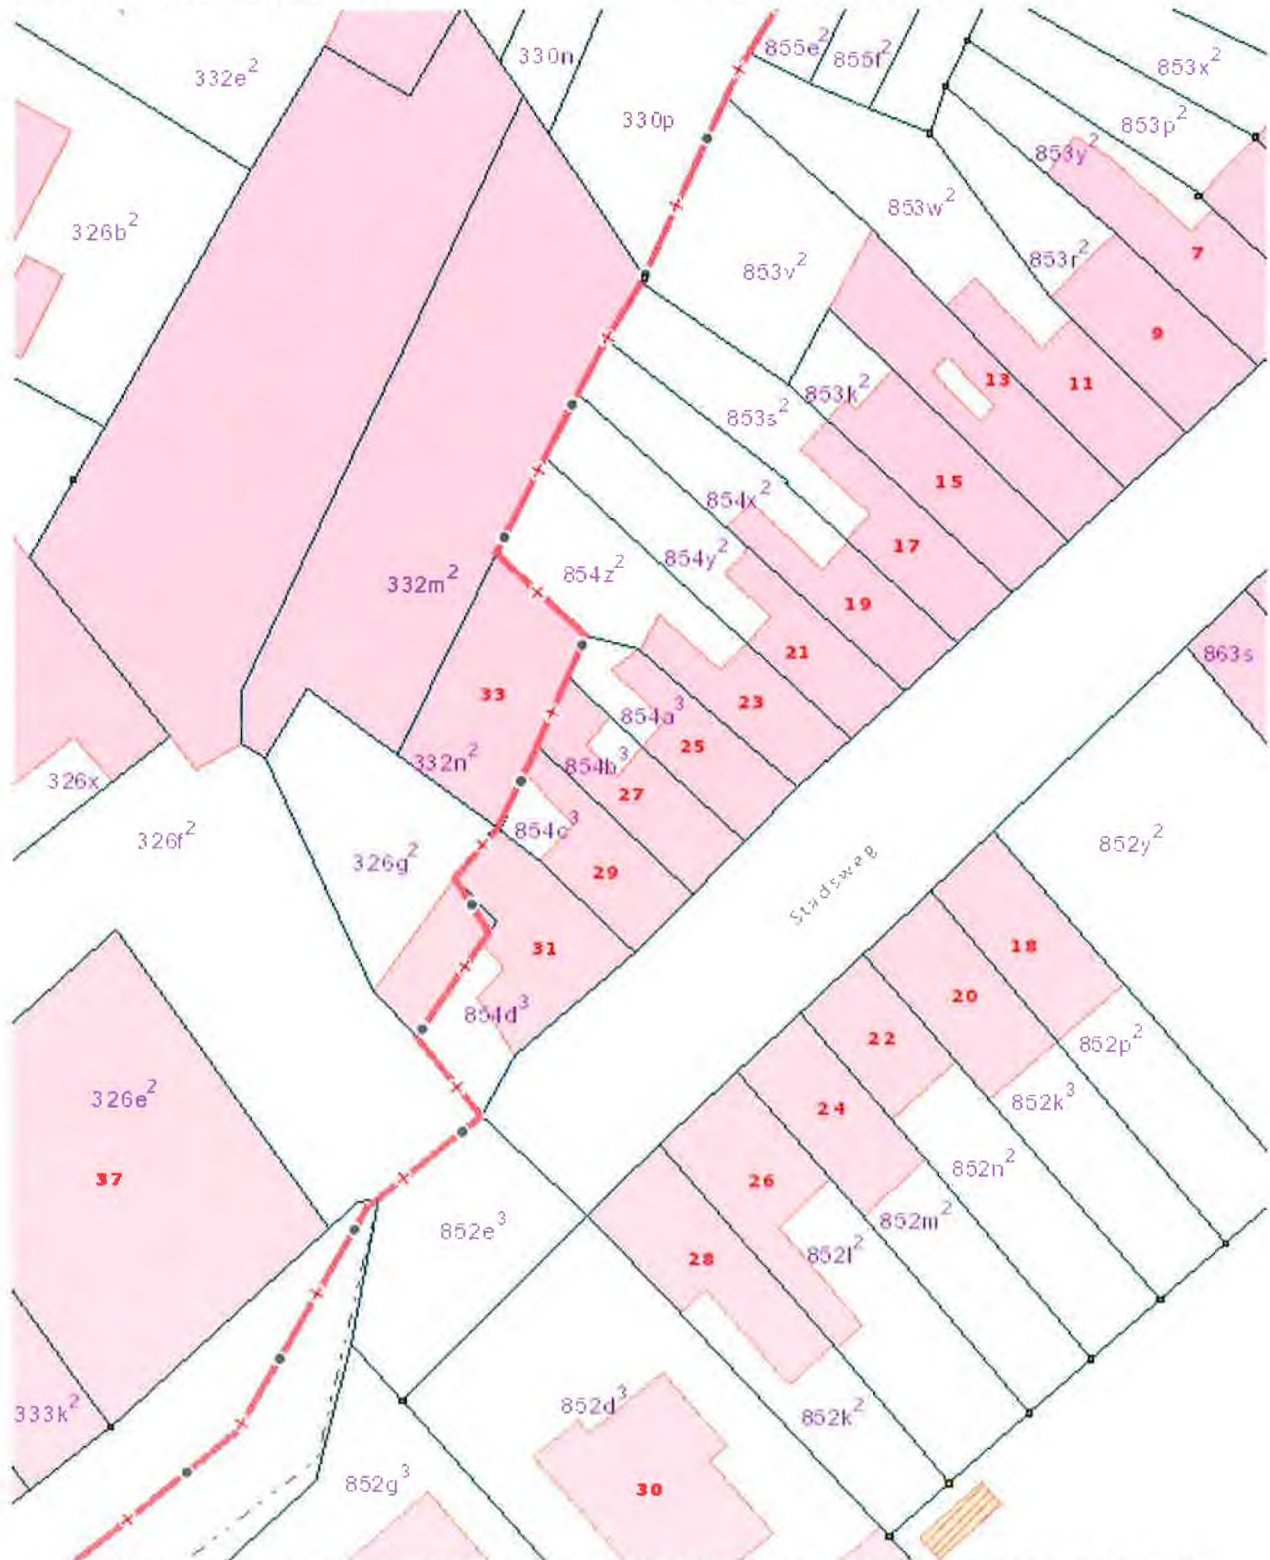 855e²
855f²
330n
853x²
332e²
330p
853p²
853y²
853w²
326b²
7
853r²
853v²
9
13
11
853k²
853s²
15
854x²
17
854y²
854z²
332m²
19
21
863s
33
23
854a³
25
332n²
854b³
326x
27
854c³
326f²
852y²
326g²
29
Stadsweg
31
18
20
854d³
22
852p²
326e²
852k³
24
852n²
37
26
852m²
852e³
852l²
28
852d³
333k²
852k²
852g³
30